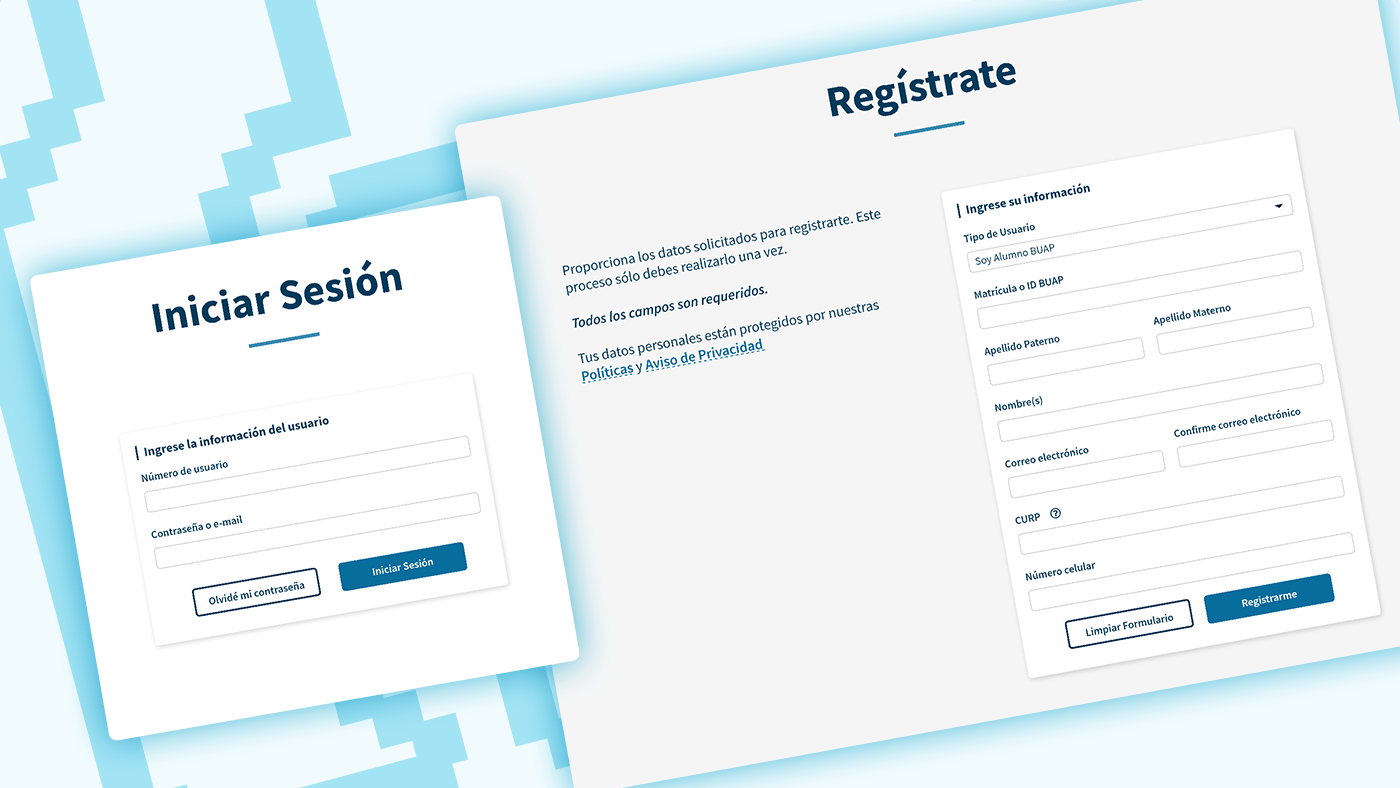 Iniciar Sesión
Ingrese la información del usuario
Número de usuario
Contraseña o e-mail
Olvidé mi contraseña
Iniciar Sesión
Regístrate
Proporciona los datos solicitados para registrarte. Este
proceso sólo debes realizarlo una vez.
Todos los campos son requeridos.
Tus datos personales están protegidos por nuestras
Políticas y Aviso de Privacidad
Ingrese su información
Tipo de Usuario
Soy Alumno BUAP
Matrícula o ID BUAP
Apellido Paterno
Apellido Materno
Nombre(s)
Correo electrónico
Confirme correo electrónico
CURP ?
Número celular
Limpiar Formulario
Registrarme